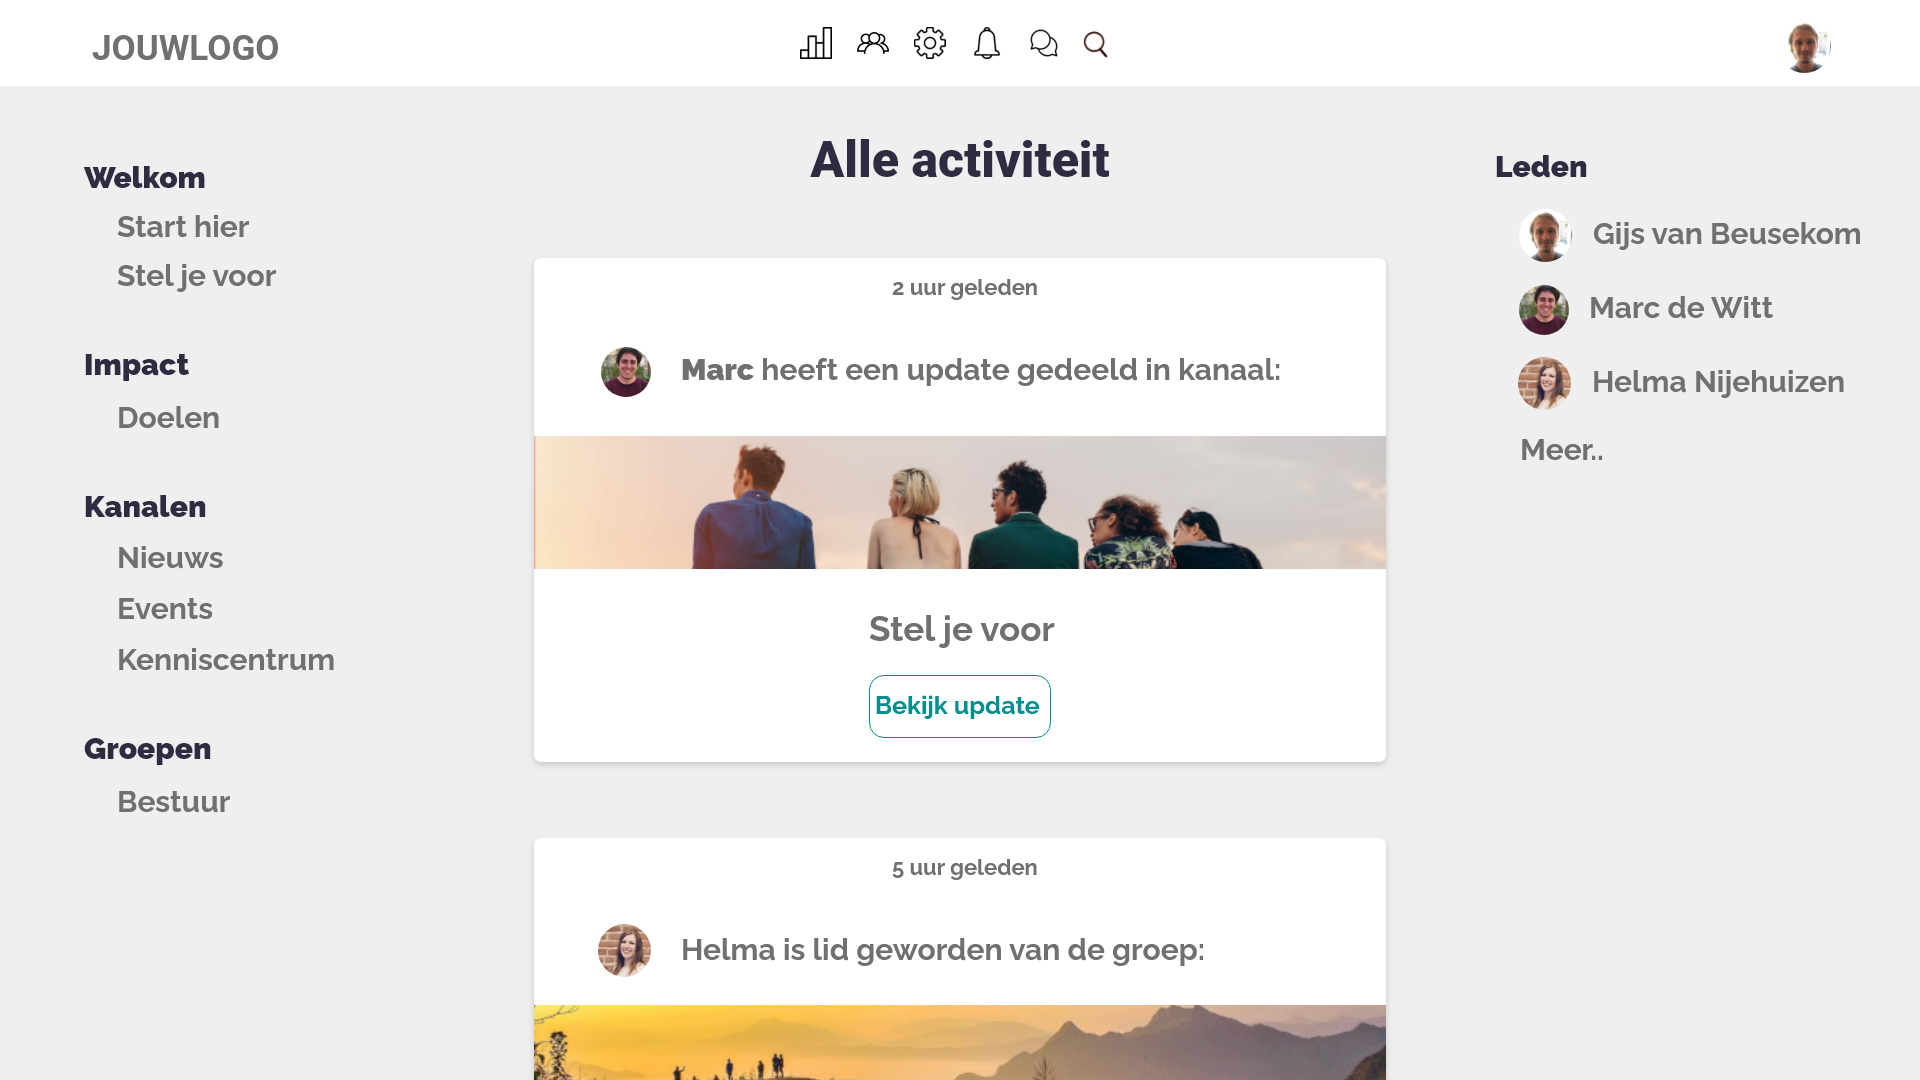 JOUWLOGO
Alle activiteit
Welkom
Start hier
Stel je voor
Impact
Doelen
Kanalen
Nieuws
Events
Kenniscentrum
Groepen
Bestuur
2 uur geleden
Marc heeft een update gedeeld in kanaal:
Stel je voor
Bekijk update
5 uur geleden
Helma is lid geworden van de groep:
Leden
Gijs van Beusekom
Marc de Witt
Helma Nijehuizen
Meer..